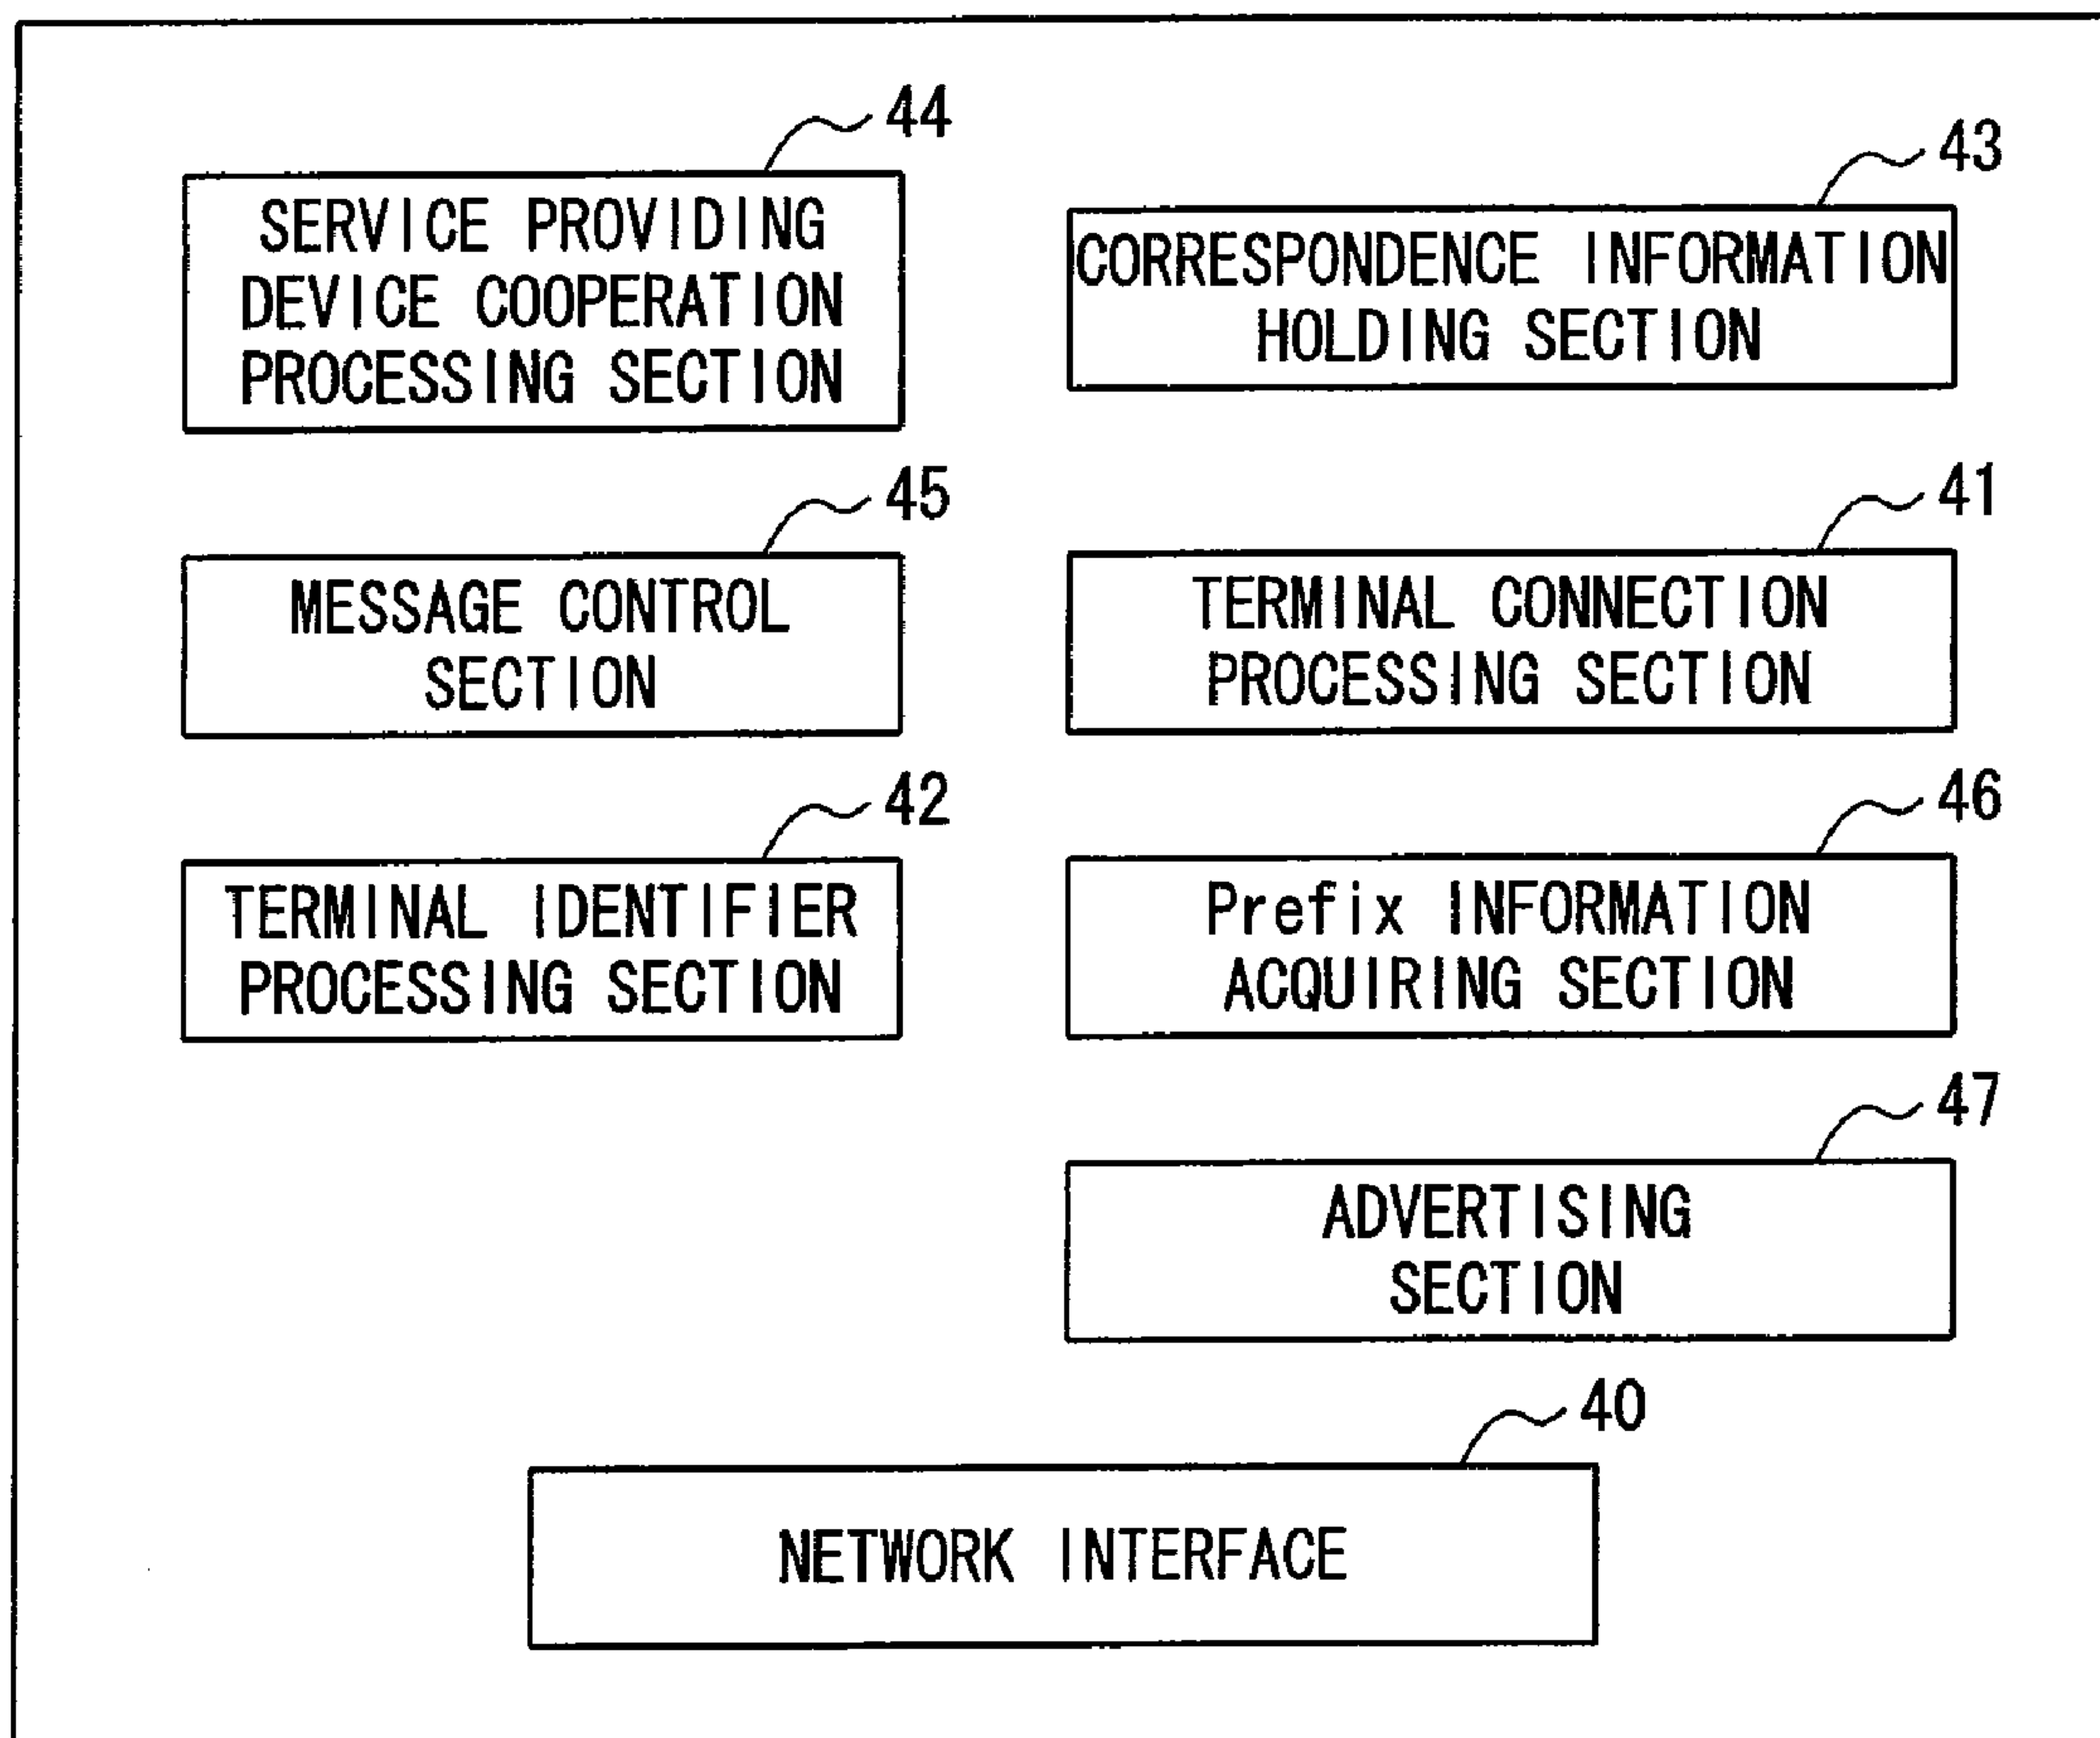 44
SERVICE PROVIDING
DEVICE COOPERATION
PROCESSING SECTION
43
CORRESPONDENCE INFORMATION
HOLDING SECTION
45
MESSAGE CONTROL
SECTION
41
TERMINAL CONNECTION
PROCESSING SECTION
42
TERMINAL IDENTIFIER
PROCESSING SECTION
46
Prefix INFORMATION
ACQUIRING SECTION
47
ADVERTISING
SECTION
40
NETWORK INTERFACE